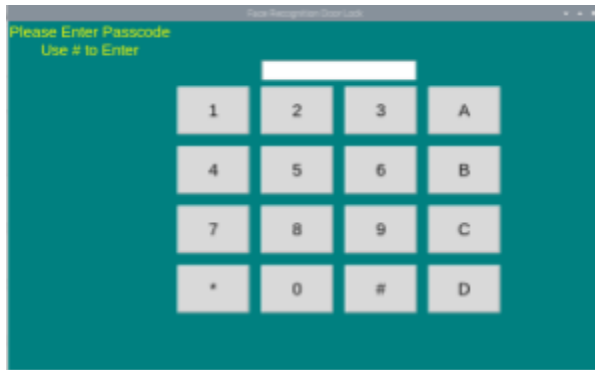 Face Recognition Door Lock
Please Enter Passcode
Use # to Enter
1 2 3 A
4 5 6 B
7 8 9 C
* 0 # D